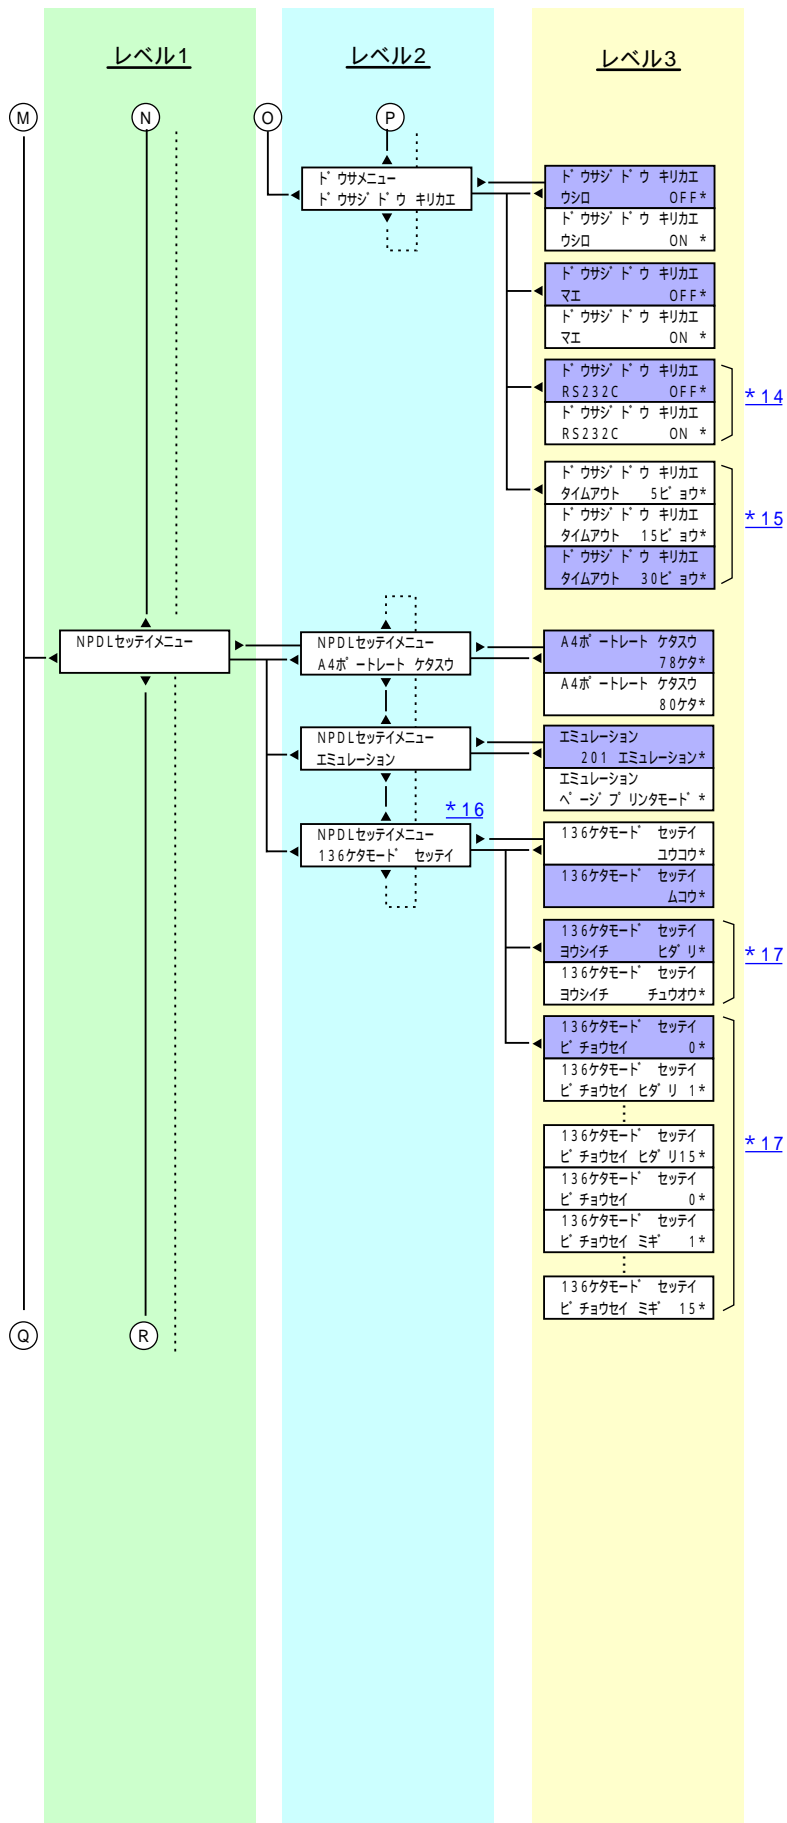 レベル1
レベル2
レベル3
M
N
O
P
ドウサメニュー
ドウサジドウ キリカエ
ドウサジドウ キリカエ
ウシロ OFF*
ドウサジドウ キリカエ
ウシロ ON *
ドウサジドウ キリカエ
マエ OFF*
ドウサジドウ キリカエ
マエ ON *
ドウサジドウ キリカエ
RS232C OFF*
ドウサジドウ キリカエ
RS232C ON *
*14
ドウサジドウ キリカエ
タイムアウト 5ビョウ*
ドウサジドウ キリカエ
タイムアウト 15ビョウ*
ドウサジドウ キリカエ
タイムアウト 30ビョウ*
*15
NPDLセッテイメニュー
NPDLセッテイメニュー
A4ポートレート ケタスウ
A4ポートレート ケタスウ
78ケタ*
A4ポートレート ケタスウ
80ケタ*
NPDLセッテイメニュー
エミュレーション
エミュレーション
201 エミュレーション*
エミュレーション
ページプリンタモード*
*16
NPDLセッテイメニュー
136ケタモード セッテイ
136ケタモード セッテイ
ユウコウ*
136ケタモード セッテイ
ムコウ*
136ケタモード セッテイ
ヨウシイチ ヒダリ*
136ケタモード セッテイ
ヨウシイチ チュウオウ*
*17
136ケタモード セッテイ
ビチョウセイ 0*
136ケタモード セッテイ
ビチョウセイ ヒダリ 1*
136ケタモード セッテイ
ビチョウセイ ヒダリ15*
136ケタモード セッテイ
ビチョウセイ 0*
136ケタモード セッテイ
ビチョウセイ ミギ 1*
136ケタモード セッテイ
ビチョウセイ ミギ 15*
*17
Q
R